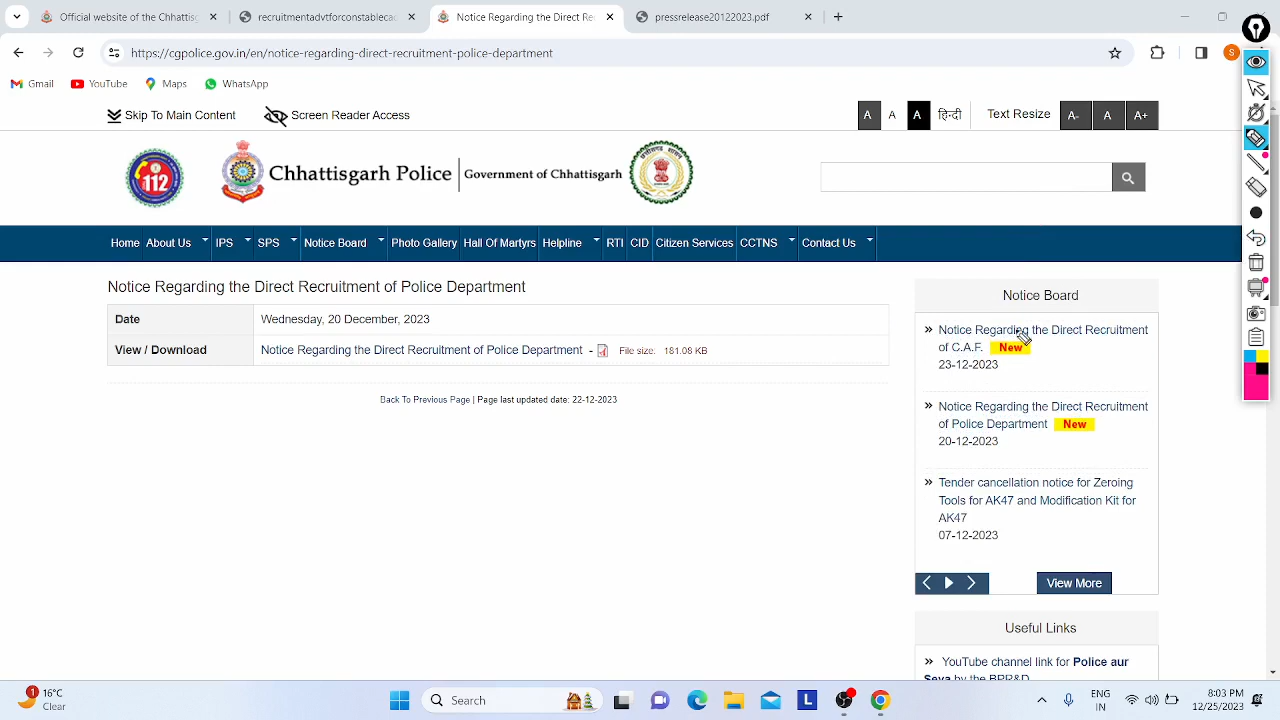 Official website of the Chhattisg
recruitmentadvtforconstablecad
Notice Regarding the Direct Rec
pressrelease20122023.pdf
https://cgpolice.gov.in/en/notice-regarding-direct-recruitment-police-department
S
Gmail
YouTube
Maps
WhatsApp
Skip To Main Content
Screen Reader Access
A
A
A
हिन्दी
Text Resize
A-
A
A+
112
Chhattisgarh Police
Government of Chhattisgarh
Home
About Us
IPS
SPS
Notice Board
Photo Gallery
Hall Of Martyrs
Helpline
RTI
CID
Citizen Services
CCTNS
Contact Us
Notice Regarding the Direct Recruitment of Police Department
Date
Wednesday, 20 December, 2023
View / Download
Notice Regarding the Direct Recruitment of Police Department - File size: 181.08 KB
Back To Previous Page | Page last updated date: 22-12-2023
Notice Board
» Notice Regarding the Direct Recruitment
of C.A.F. New
23-12-2023
» Notice Regarding the Direct Recruitment
of Police Department New
20-12-2023
» Tender cancellation notice for Zeroing
Tools for AK47 and Modification Kit for
AK47
07-12-2023
View More
Useful Links
» YouTube channel link for Police aur
Seva by the BPR&D
1
16°C
Clear
Search
L
ENG
IN
8:03 PM
12/25/2023